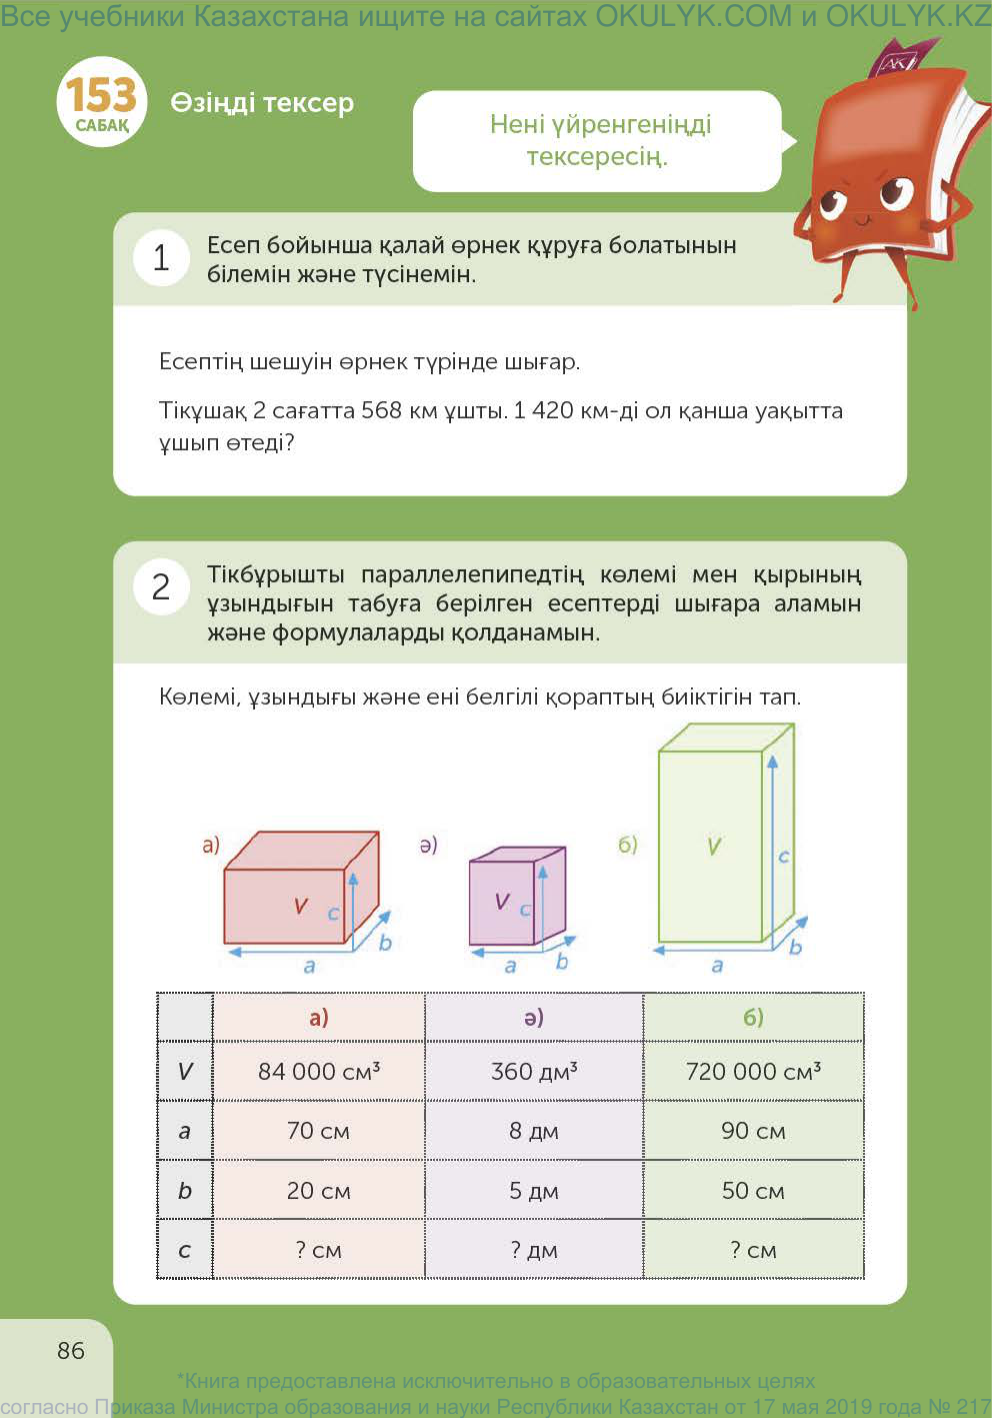 Все учебники Казахстана ищите на сайтах OKULYK.COM и OKULYK.KZ
153
САБАҚ
Өзіңді тексер
Нені үйренгеніңді
тексересің.
1
Есеп бойынша қалай өрнек құруға болатынын
білемін және түсінемін.
Есептің шешуін өрнек түрінде шығар.
Тікұшақ 2 сағатта 568 км ұшты. 1 420 км-ді ол қанша уақытта
ұшып өтеді?
2
Тікбұрышты параллелепипедтің көлемі мен қырының
ұзындығын табуға берілген есептерді шығара аламын
және формулаларды қолданамын.
Көлемі, ұзындығы және ені белгілі қораптың биіктігін тап.
а) V c b a
ә) V c b a
б) V c b a
а) ә) б)
V 84 000 см³ 360 дм³ 720 000 см³
a 70 см 8 дм 90 см
b 20 см 5 дм 50 см
c ? см ? дм ? см
86
*Книга предоставлена исключительно в образовательных целях
согласно Приказа Министра образования и науки Республики Казахстан от 17 мая 2019 года № 217